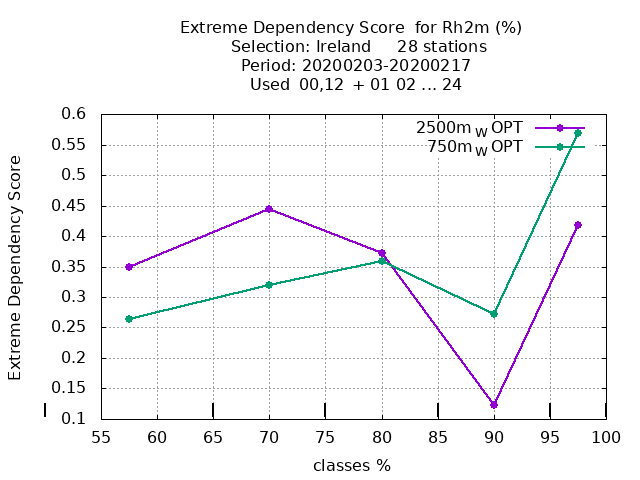 Extreme Dependency Score  for Rh2m (%)
Selection: Ireland     28 stations
Period: 20200203-20200217
Used  00,12  + 01 02 ... 24
2500m W OPT
750m W OPT
Extreme Dependency Score
0.6
0.55
0.5
0.45
0.4
0.35
0.3
0.25
0.2
0.15
0.1
55 60 65 70 75 80 85 90 95 100
classes %